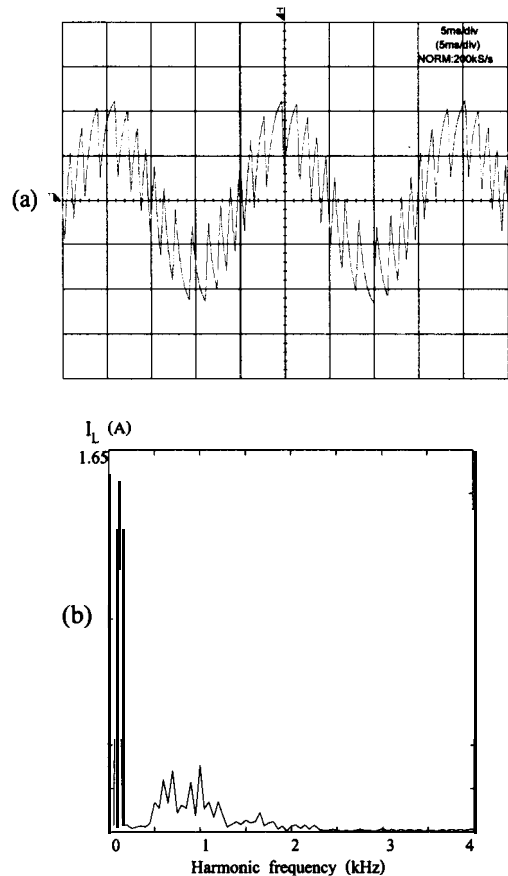 5ms/div
(5ms/div)
NORM:200kS/s
(a)
I_L (A)
1.65
(b)
0 1 2 3 4
Harmonic frequency (kHz)